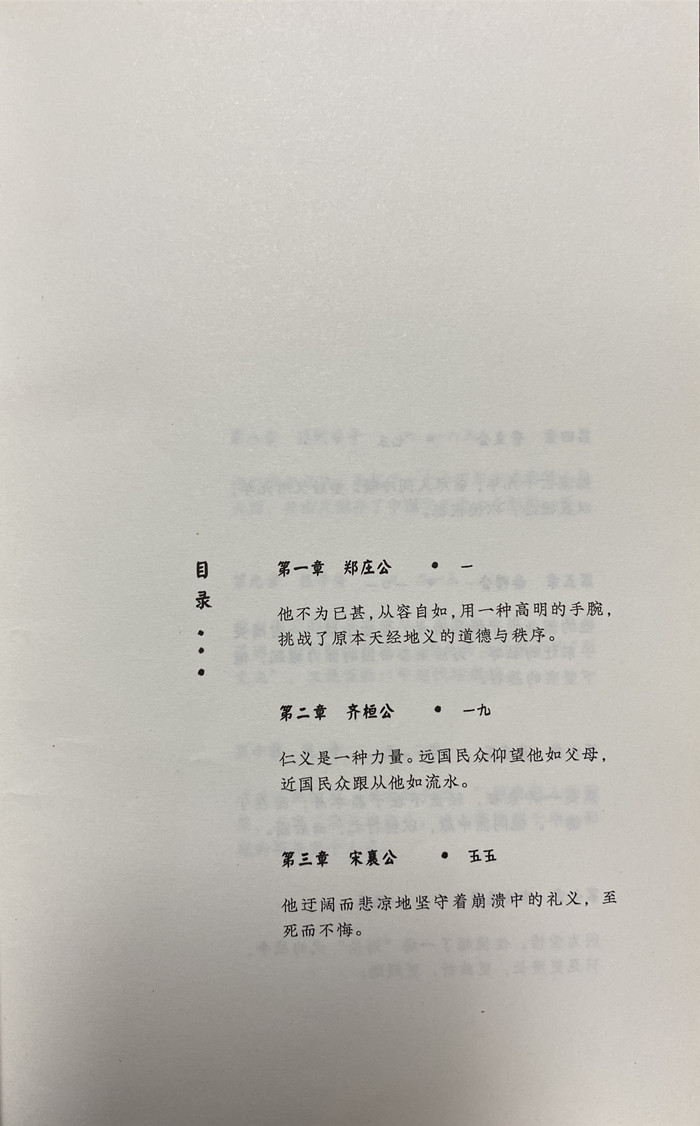 目录
第一章 郑庄公 • 一
他不为已甚，从容自如，用一种高明的手腕，
挑战了原本天经地义的道德与秩序。
第二章 齐桓公 • 一九
仁义是一种力量。远国民众仰望他如父母，
近国民众跟从他如流水。
第三章 宋襄公 • 五五
他迂阔而悲凉地坚守着崩溃中的礼义，至
死而不悔。